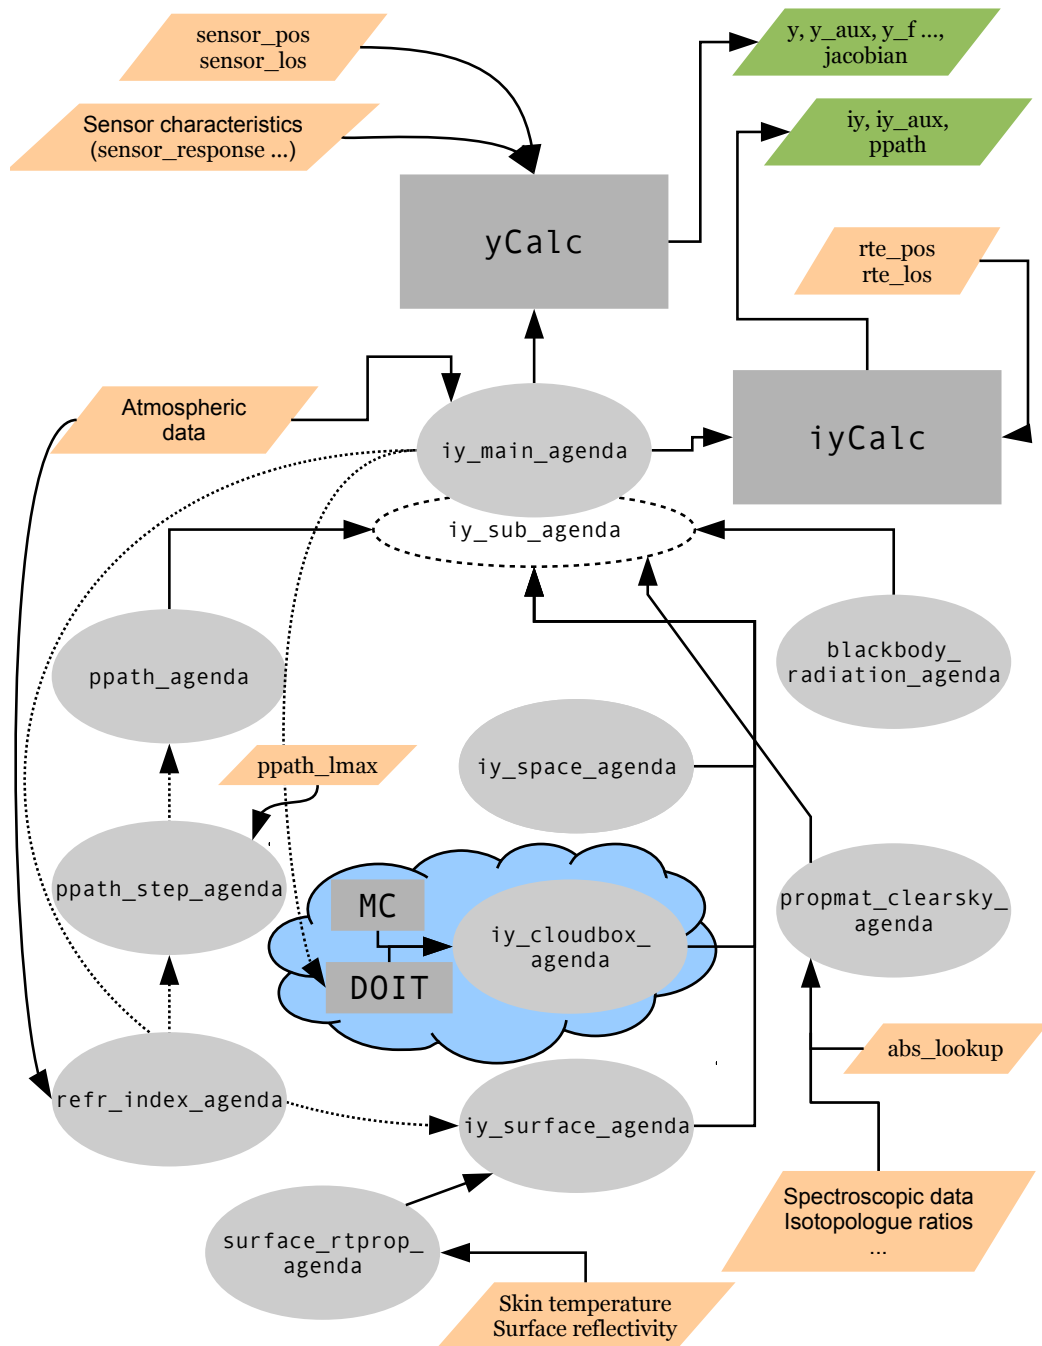 sensor_pos
sensor_los
y, y_aux, y_f ...,
jacobian
Sensor characteristics
(sensor_response ...)
iy, iy_aux,
ppath
yCalc
rte_pos
rte_los
Atmospheric
data
iy_main_agenda
iyCalc
iy_sub_agenda
ppath_agenda
blackbody_
radiation_agenda
ppath_lmax
iy_space_agenda
ppath_step_agenda
MC
iy_cloudbox_
agenda
DOIT
propmat_clearsky_
agenda
abs_lookup
refr_index_agenda
iy_surface_agenda
Spectroscopic data
Isotopologue ratios
...
surface_rtprop_
agenda
Skin temperature
Surface reflectivity